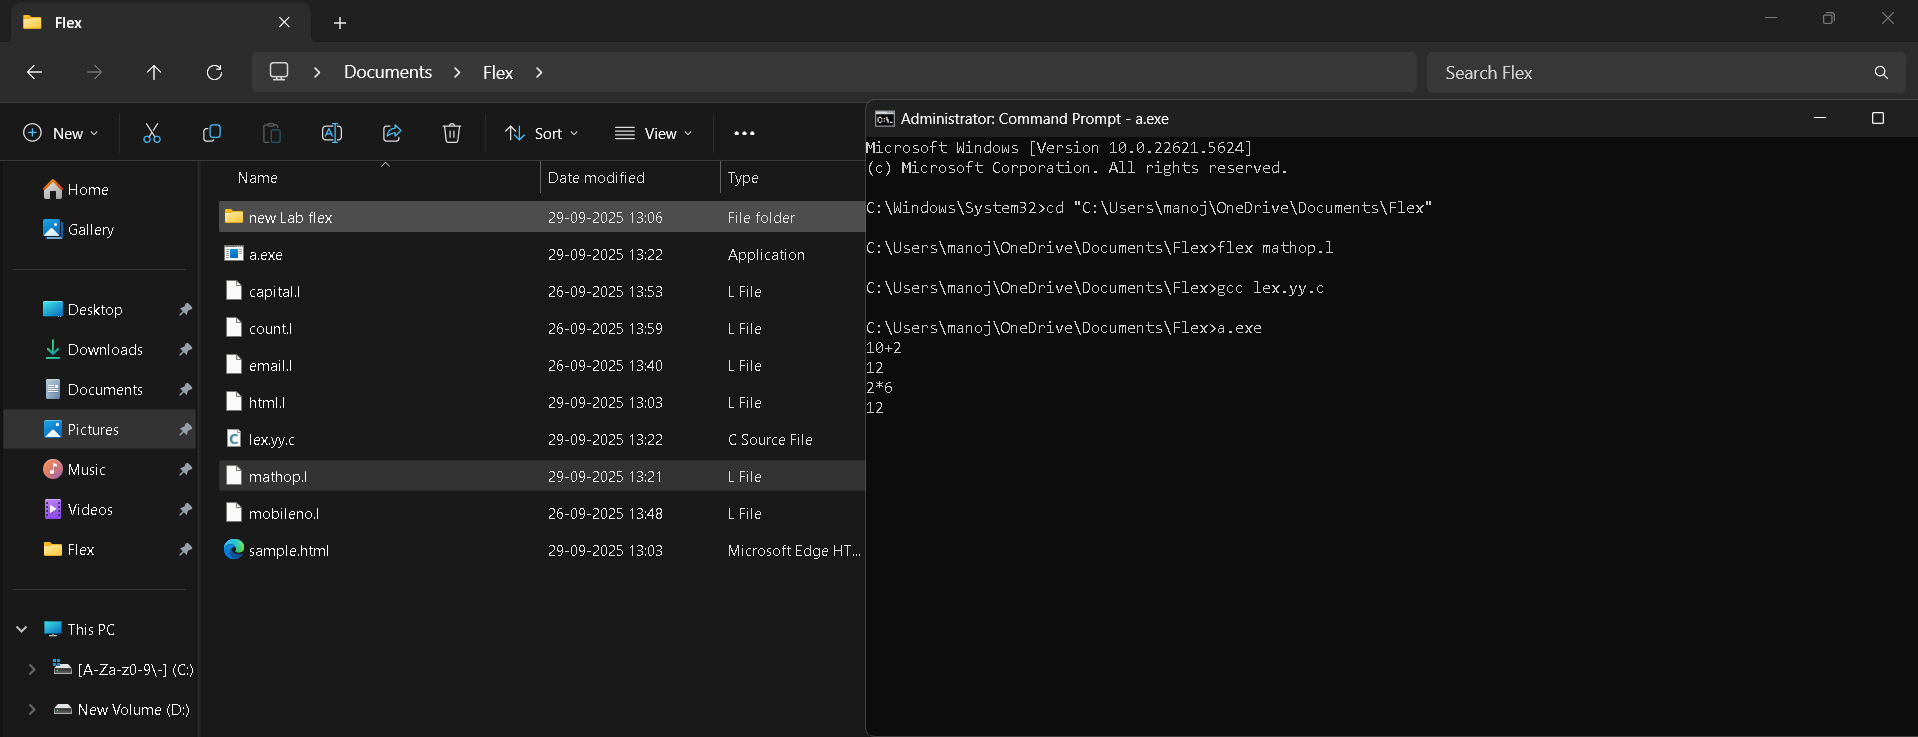 Flex
Documents
Flex
Search Flex
New
Sort
View
Home
Gallery
Desktop
Downloads
Documents
Pictures
Music
Videos
Flex
This PC
[A-Za-z0-9\-] (C:)
New Volume (D:)
Name Date modified Type
new Lab flex 29-09-2025 13:06 File folder
a.exe 29-09-2025 13:22 Application
capital.l 26-09-2025 13:53 L File
count.l 26-09-2025 13:59 L File
email.l 26-09-2025 13:40 L File
html.l 29-09-2025 13:03 L File
lex.yy.c 29-09-2025 13:22 C Source File
mathop.l 29-09-2025 13:21 L File
mobileno.l 26-09-2025 13:48 L File
sample.html 29-09-2025 13:03 Microsoft Edge HT...
Administrator: Command Prompt - a.exe
Microsoft Windows [Version 10.0.22621.5624]
(c) Microsoft Corporation. All rights reserved.
C:\Windows\System32>cd "C:\Users\manoj\OneDrive\Documents\Flex"
C:\Users\manoj\OneDrive\Documents\Flex>flex mathop.l
C:\Users\manoj\OneDrive\Documents\Flex>gcc lex.yy.c
C:\Users\manoj\OneDrive\Documents\Flex>a.exe
10+2
12
2*6
12